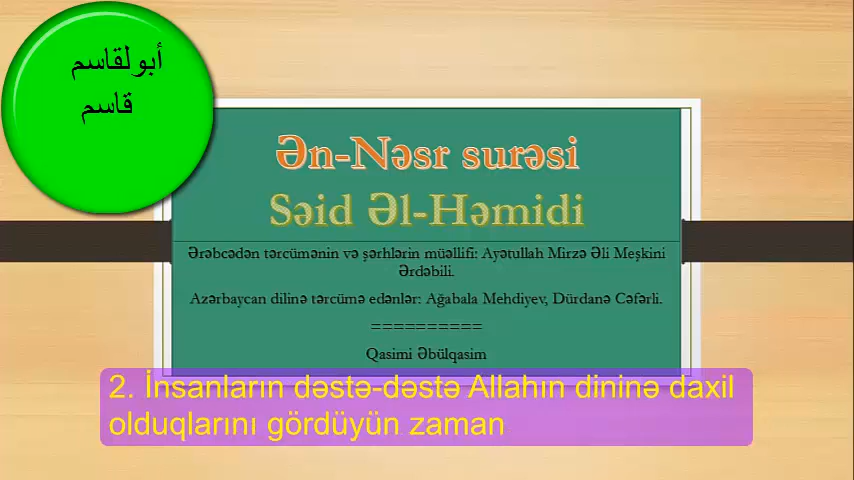 أبولقاسم
قاسم
Ən-Nəsr surəsi
Səid Əl-Həmidi
Ərəbcədən tərcümənin və şərhlərin müəllifi: Ayətullah Mirzə Əli Meşkini
Ərdəbili.
Azərbaycan dilinə tərcümə edənlər: Ağabala Mehdiyev, Dürdanə Cəfərli.
==========
Qasimi Əbülqasim
2. İnsanların dəstə-dəstə Allahın dininə daxil
olduqlarını gördüyün zaman